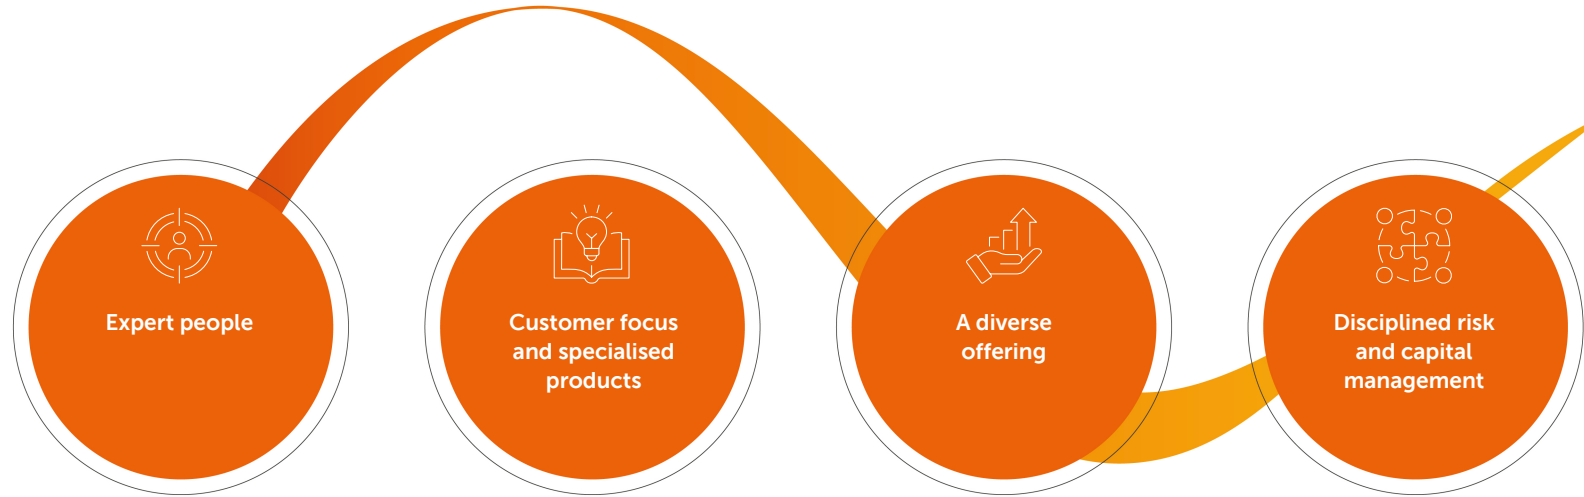 Expert people
Customer focus
and specialised
products
A diverse
offering
Disciplined risk
and capital
management